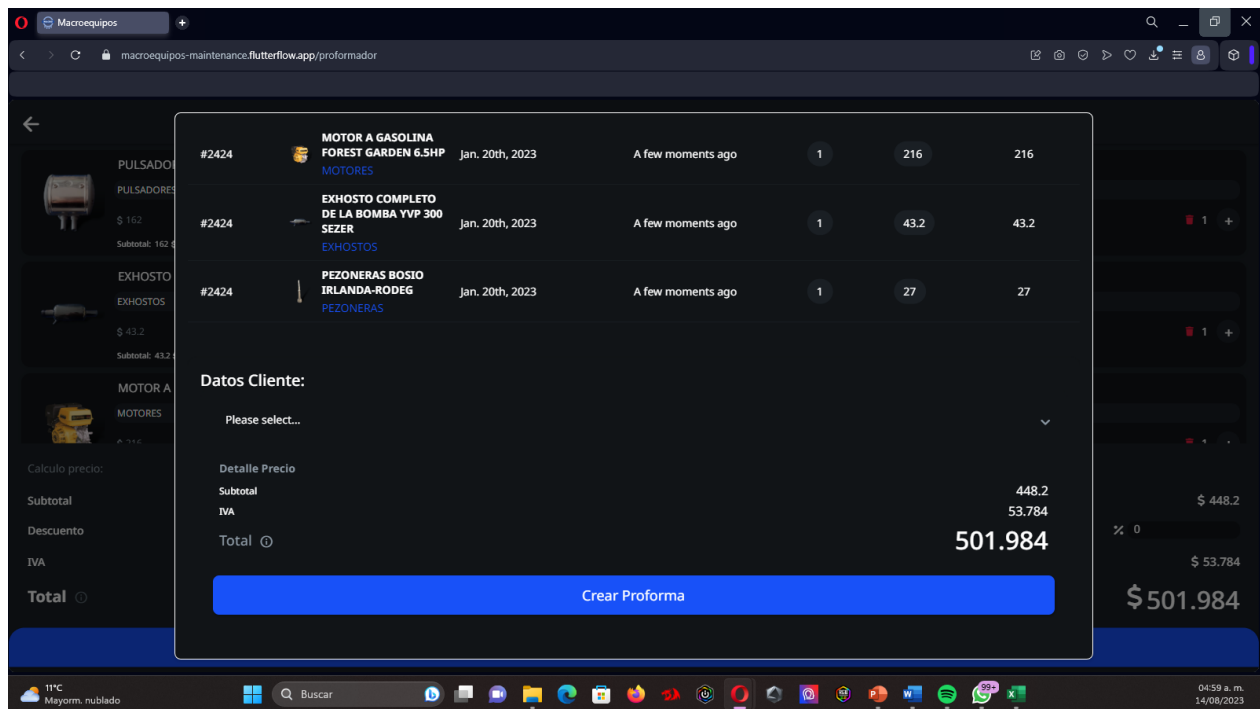 Macroequipos
macroequipos-maintenance.flutterflow.app/proformador
MOTOR A GASOLINA
#2424 FOREST GARDEN 6.5HP Jan. 20th, 2023 A few moments ago 1 216 216
MOTORES
EXHOSTO COMPLETO
DE LA BOMBA YVP 300
#2424 SEZER Jan. 20th, 2023 A few moments ago 1 43.2 43.2
EXHOSTOS
PEZONERAS BOSIO
#2424 IRLANDA-RODEG Jan. 20th, 2023 A few moments ago 1 27 27
PEZONERAS
Datos Cliente:
Please select...
Detalle Precio
Subtotal 448.2
IVA 53.784
Total 501.984
Crear Proforma
PULSADOR
PULSADORES
$ 162
Subtotal: 162 $
1 +
EXHOSTO
EXHOSTOS
$ 43.2
Subtotal: 43.2 $
1 +
MOTOR A
MOTORES
$ 216
1
Calculo precio:
Subtotal $ 448.2
Descuento % 0
IVA $ 53.784
Total $ 501.984
11°C
Mayorm. nublado
Buscar
99+
04:59 a. m.
14/08/2023